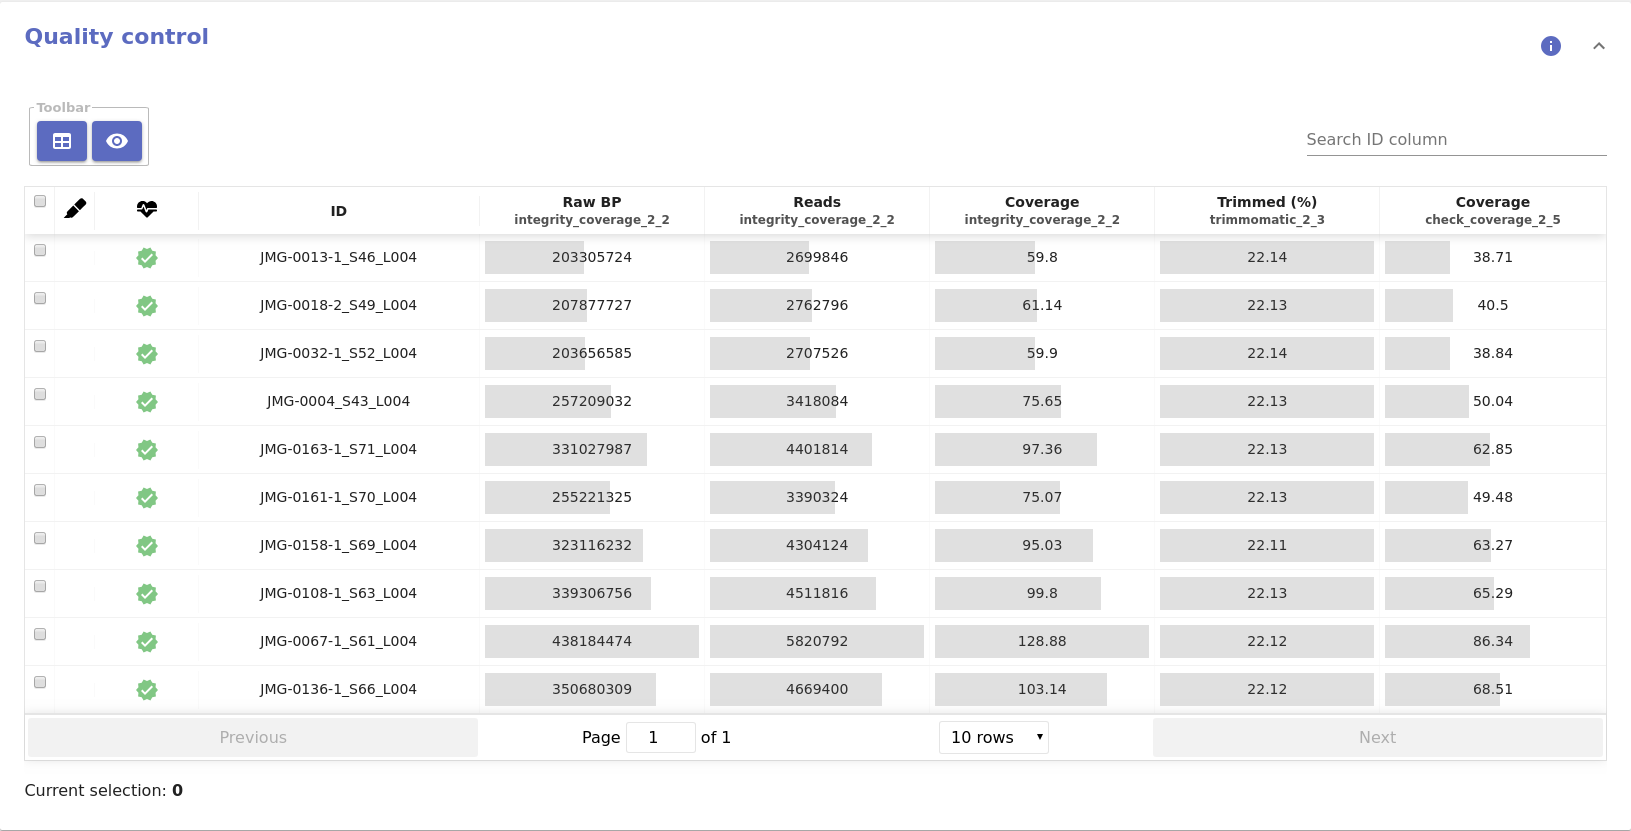 Quality control
i
Toolbar
Search ID column
ID Raw BP Reads Coverage Trimmed (%) Coverage
integrity_coverage_2_2 integrity_coverage_2_2 integrity_coverage_2_2 trimmomatic_2_3 check_coverage_2_5
JMG-0013-1_S46_L004 203305724 2699846 59.8 22.14 38.71
JMG-0018-2_S49_L004 207877727 2762796 61.14 22.13 40.5
JMG-0032-1_S52_L004 203656585 2707526 59.9 22.14 38.84
JMG-0004_S43_L004 257209032 3418084 75.65 22.13 50.04
JMG-0163-1_S71_L004 331027987 4401814 97.36 22.13 62.85
JMG-0161-1_S70_L004 255221325 3390324 75.07 22.13 49.48
JMG-0158-1_S69_L004 323116232 4304124 95.03 22.11 63.27
JMG-0108-1_S63_L004 339306756 4511816 99.8 22.13 65.29
JMG-0067-1_S61_L004 438184474 5820792 128.88 22.12 86.34
JMG-0136-1_S66_L004 350680309 4669400 103.14 22.12 68.51
Previous Page 1 of 1 10 rows Next
Current selection: 0